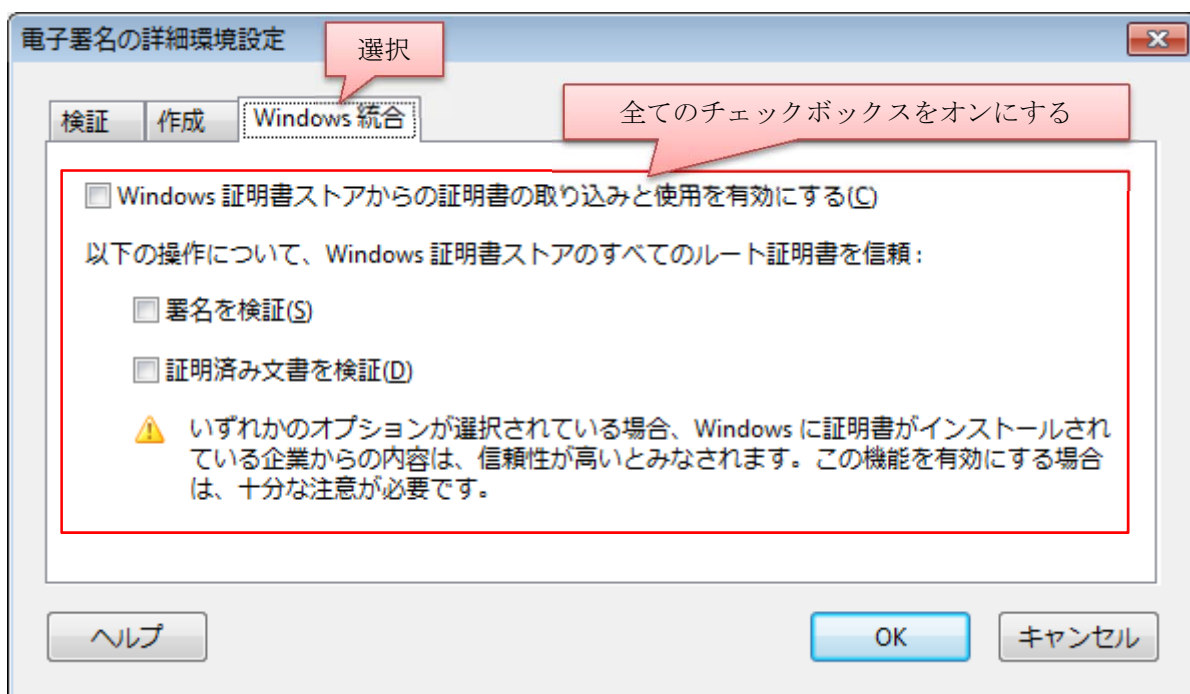 電子署名の詳細環境設定
選択
検証
作成
Windows 統合
全てのチェックボックスをオンにする
Windows 証明書ストアからの証明書の取り込みと使用を有効にする(C)
以下の操作について、Windows 証明書ストアのすべてのルート証明書を信頼 :
署名を検証(S)
証明済み文書を検証(D)
いずれかのオプションが選択されている場合、Windows に証明書がインストールされ
ている企業からの内容は、信頼性が高いとみなされます。この機能を有効にする場合
は、十分な注意が必要です。
ヘルプ
OK
キャンセル